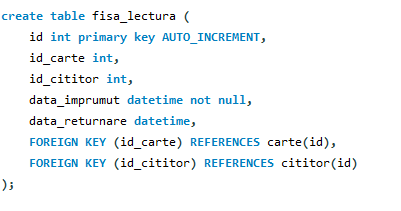 create table fisa_lectura (
    id int primary key AUTO_INCREMENT,
    id_carte int,
    id_cititor int,
    data_imprumut datetime not null,
    data_returnare datetime,
    FOREIGN KEY (id_carte) REFERENCES carte(id),
    FOREIGN KEY (id_cititor) REFERENCES cititor(id)
);